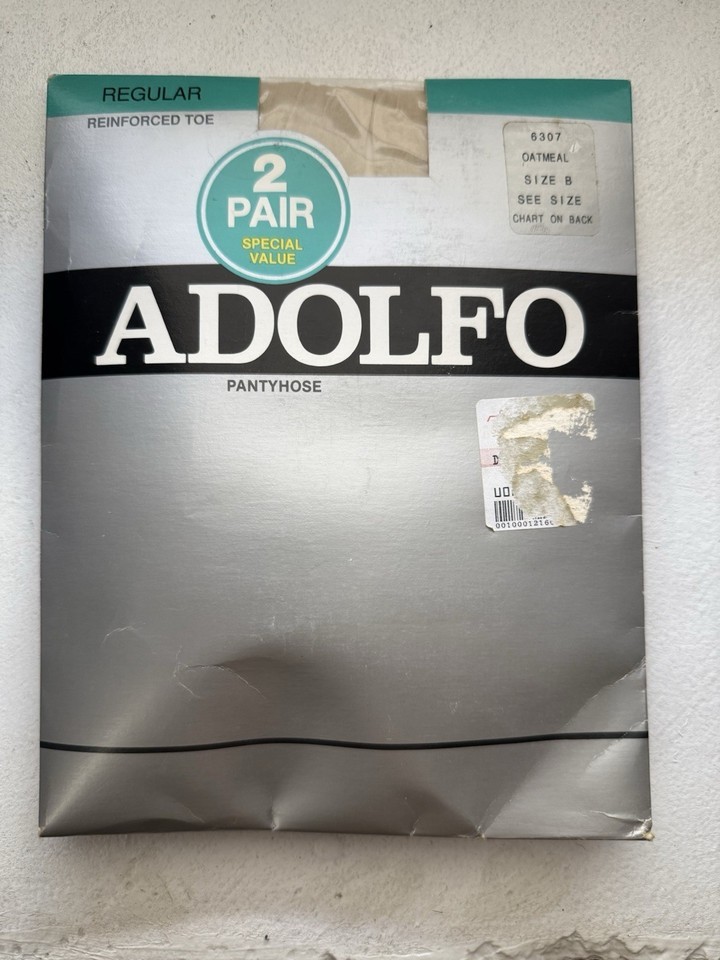 REGULAR
REINFORCED TOE
2
PAIR
SPECIAL
VALUE
6307
OATMEAL
SIZE B
SEE SIZE
CHART ON BACK
ADOLFO
PANTYHOSE